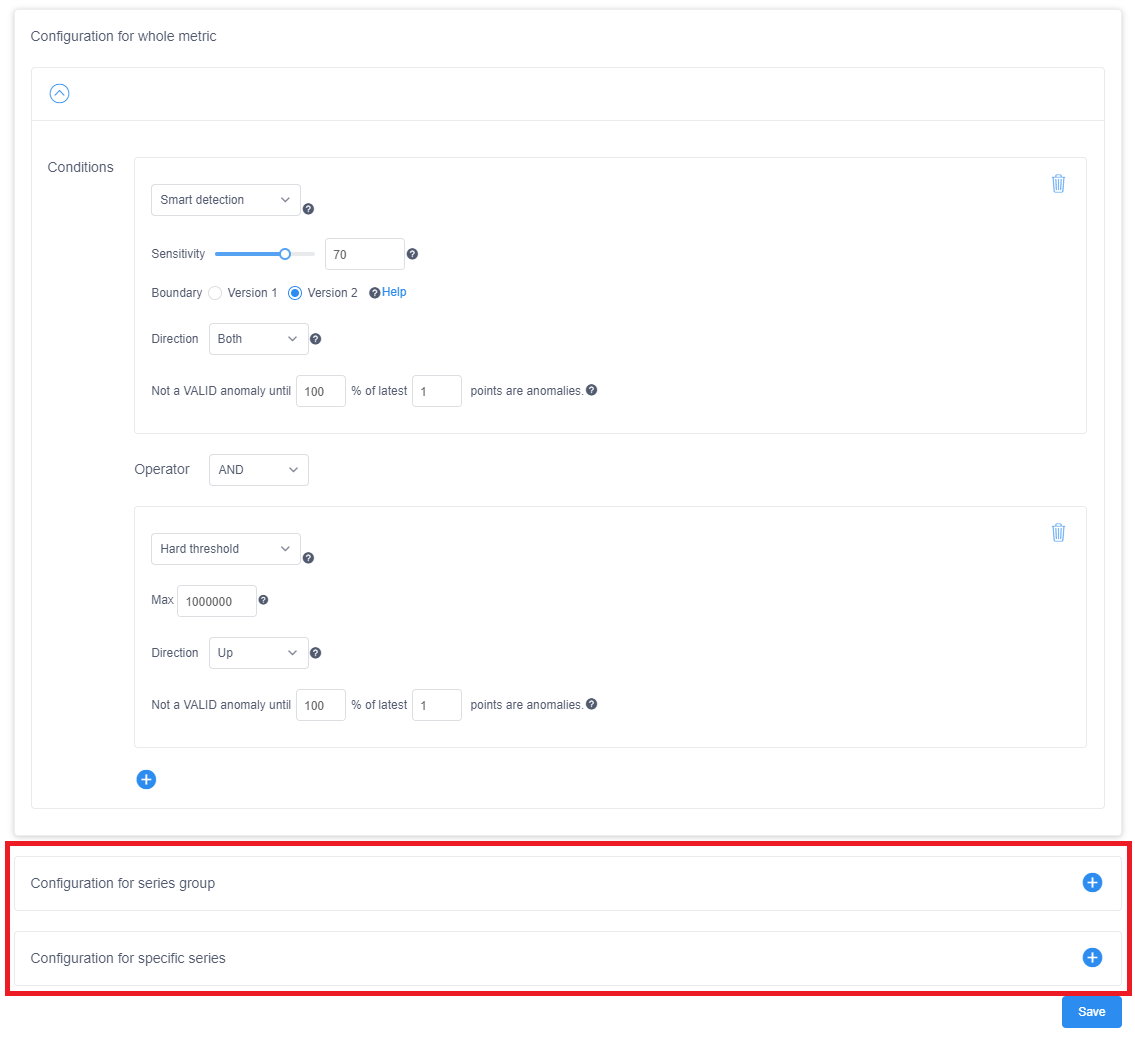 Configuration for whole metric
Conditions
Smart detection
Sensitivity 70
Boundary Version 1 Version 2 Help
Direction Both
Not a VALID anomaly until 100 % of latest 1 points are anomalies.
Operator AND
Hard threshold
Max 1000000
Direction Up
Not a VALID anomaly until 100 % of latest 1 points are anomalies.
Configuration for series group
Configuration for specific series
Save